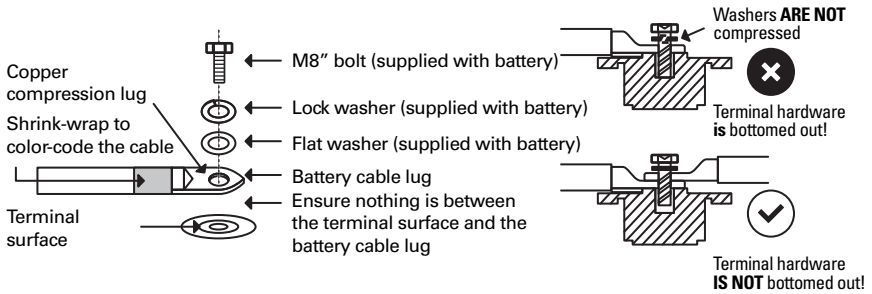 M8” bolt (supplied with battery)
Lock washer (supplied with battery)
Flat washer (supplied with battery)
Battery cable lug
Ensure nothing is between
the terminal surface and the
battery cable lug
Copper
compression lug
Shrink-wrap to
color-code the cable
Terminal
surface
Washers ARE NOT
compressed
Terminal hardware
is bottomed out!
Terminal hardware
IS NOT bottomed out!